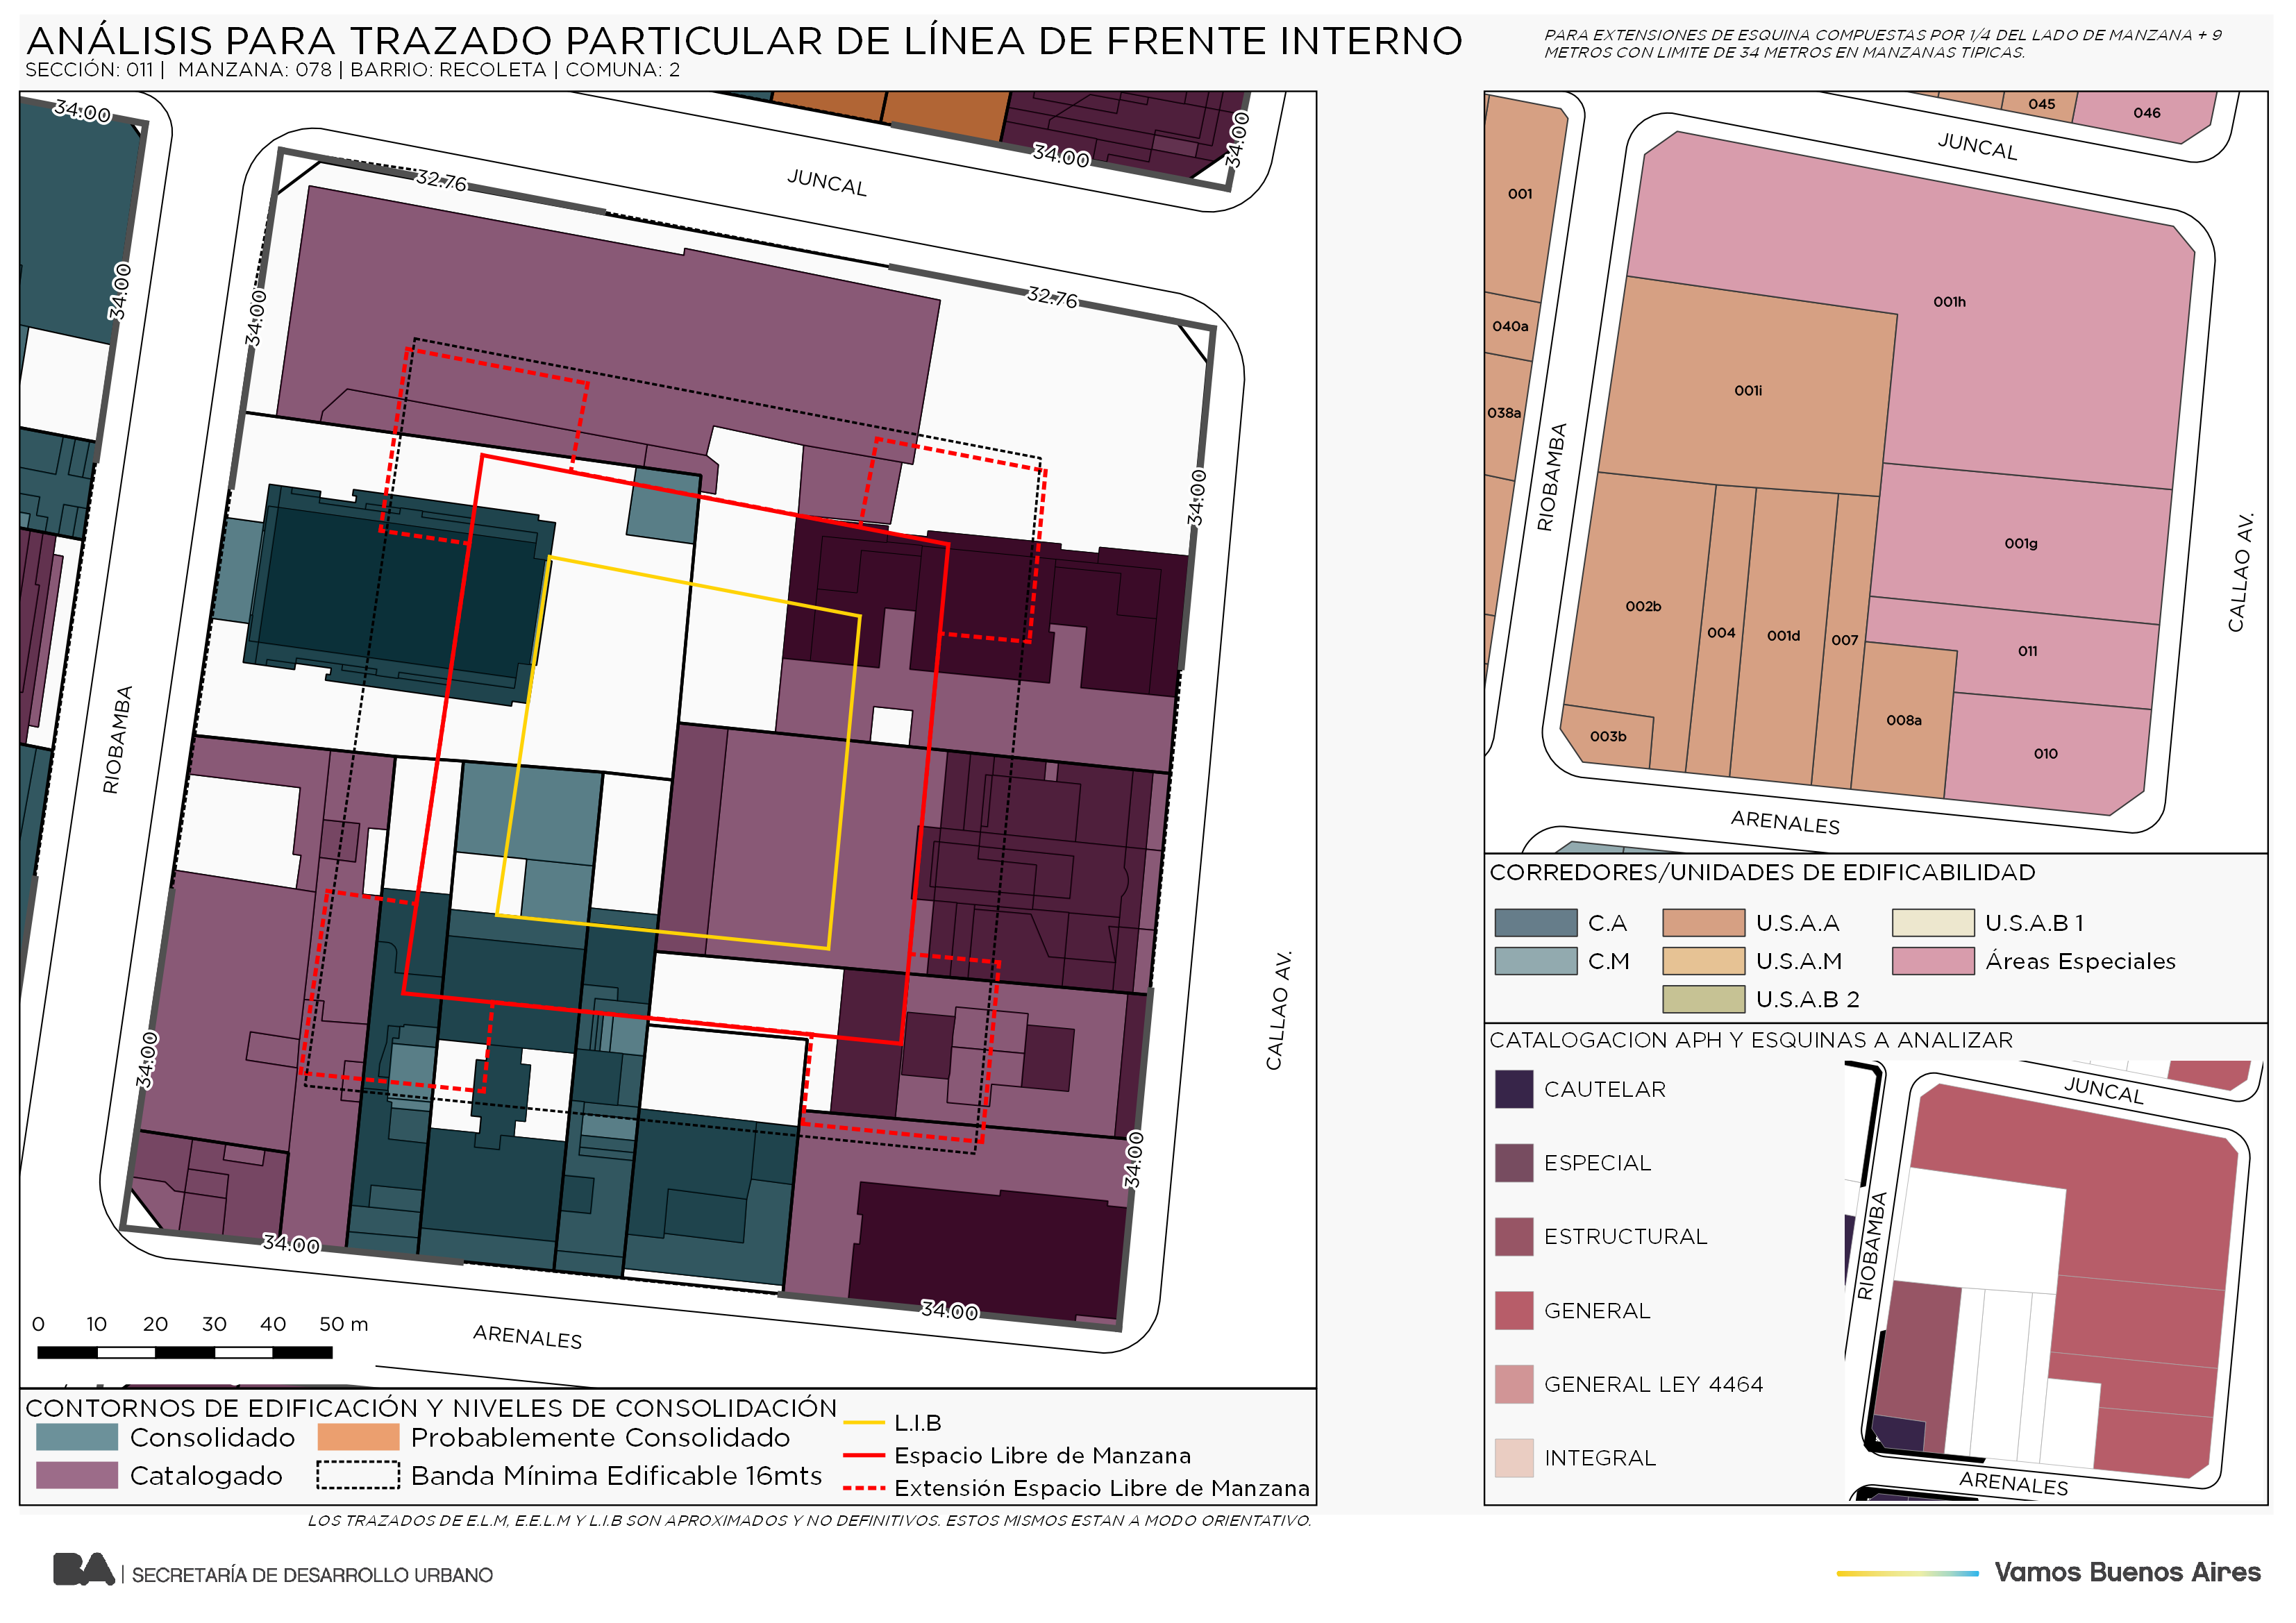 ANÁLISIS PARA TRAZADO PARTICULAR DE LÍNEA DE FRENTE INTERNO
SECCIÓN: 011 | MANZANA: 078 | BARRIO: RECOLETA | COMUNA: 2
PARA EXTENSIONES DE ESQUINA COMPUESTAS POR 1/4 DEL LADO DE MANZANA + 9
METROS CON LIMITE DE 34 METROS EN MANZANAS TIPICAS.
34.00
34.00
34.00
34.00
32.76
JUNCAL
34.00
32.76
34.00
RIOBAMBA
CALLAO AV.
34.00
34.00
34.00
34.00
ARENALES
0 10 20 30 40 50 m
CONTORNOS DE EDIFICACIÓN Y NIVELES DE CONSOLIDACIÓN
Consolidado
Probablemente Consolidado
Catalogado
Banda Mínima Edificable 16mts
L.I.B
Espacio Libre de Manzana
Extensión Espacio Libre de Manzana
LOS TRAZADOS DE E.L.M, E.E.L.M Y L.I.B SON APROXIMADOS Y NO DEFINITIVOS. ESTOS MISMOS ESTAN A MODO ORIENTATIVO.
045
046
JUNCAL
001
040a
038a
001h
001i
RIOBAMBA
CALLAO AV.
001g
002b
004
001d
007
011
008a
003b
010
ARENALES
CORREDORES/UNIDADES DE EDIFICABILIDAD
C.A
U.S.A.A
U.S.A.B 1
C.M
U.S.A.M
Áreas Especiales
U.S.A.B 2
CATALOGACION APH Y ESQUINAS A ANALIZAR
CAUTELAR
ESPECIAL
ESTRUCTURAL
GENERAL
GENERAL LEY 4464
INTEGRAL
JUNCAL
RIOBAMBA
ARENALES
BA | SECRETARÍA DE DESARROLLO URBANO
Vamos Buenos Aires